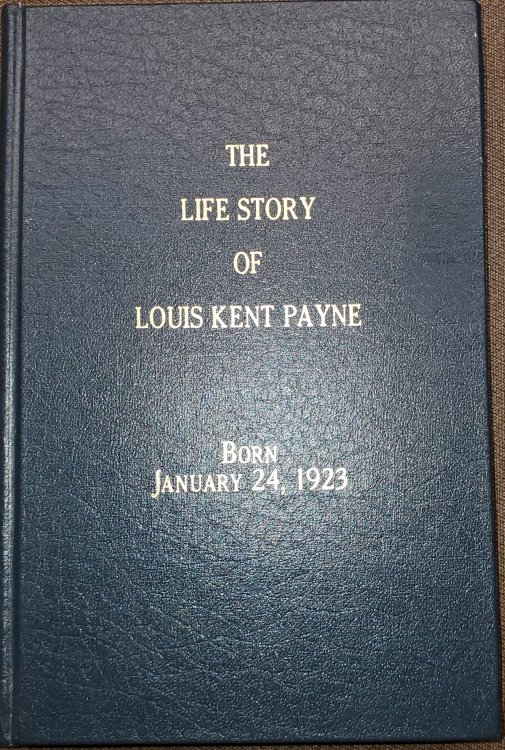 THE
LIFE STORY
OF
LOUIS KENT PAYNE
BORN
JANUARY 24, 1923